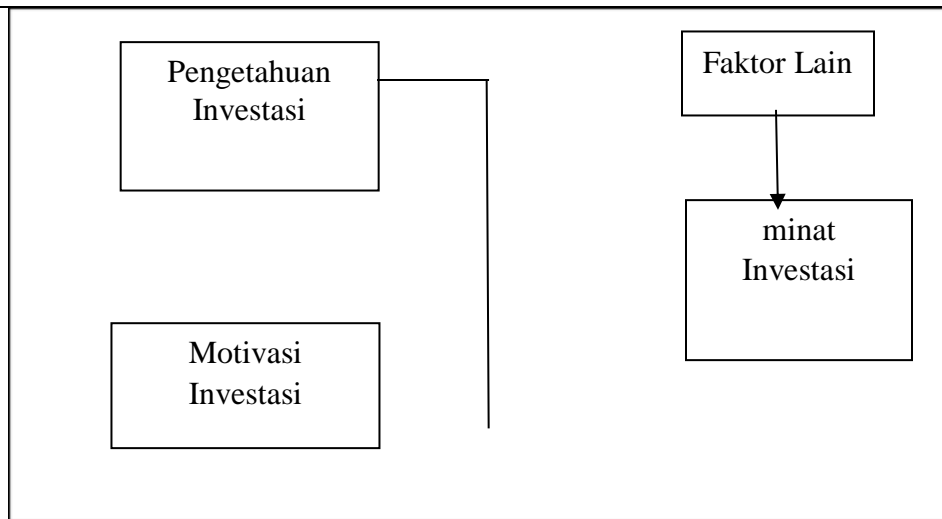 Pengetahuan
Investasi
Faktor Lain
minat
Investasi
Motivasi
Investasi